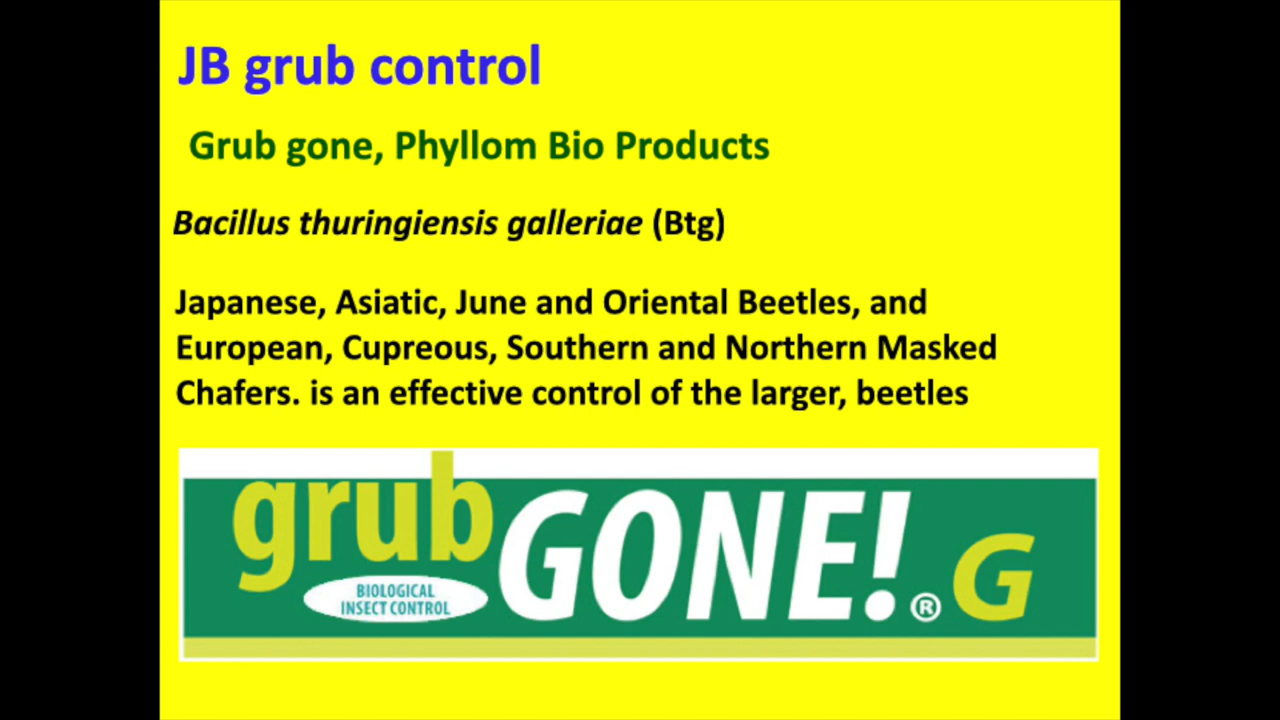 JB grub control
Grub gone, Phyllom Bio Products
Bacillus thuringiensis galleriae (Btg)
Japanese, Asiatic, June and Oriental Beetles, and
European, Cupreous, Southern and Northern Masked
Chafers. is an effective control of the larger, beetles
grub GONE!® G
BIOLOGICAL
INSECT CONTROL